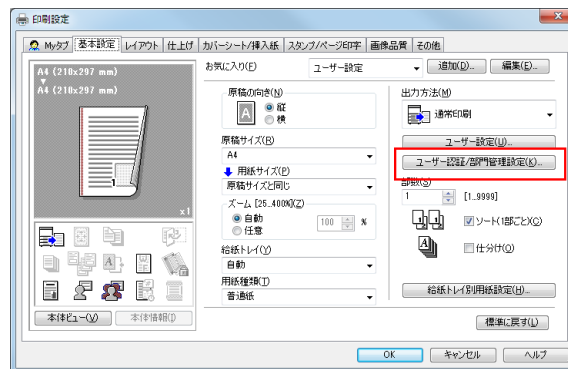 印刷設定
Myタブ 基本設定 レイアウト 仕上げ カバーシート/挿入紙 スタンプ/ページ印字 画像品質 その他
A4 (210x297 mm)
A4 (210x297 mm)
1
x1
本体ビュー(V) 本体情報(I)
お気に入り(F) ユーザー設定 追加(D)... 編集(E)...
原稿の向き(N)
A
縦
横
原稿サイズ(R)
A4
用紙サイズ(P)
原稿サイズと同じ
ズーム [25..400%](Z)
自動
任意
100 %
給紙トレイ(Y)
自動
用紙種類(T)
普通紙
出力方法(M)
通常印刷
ユーザー設定(U)...
ユーザー認証/部門管理設定(K)...
部数(S)
1 [1..9999]
ソート(1部ごと)(C)
仕分け(O)
給紙トレイ別用紙設定(H)...
標準に戻す(L)
OK キャンセル ヘルプ